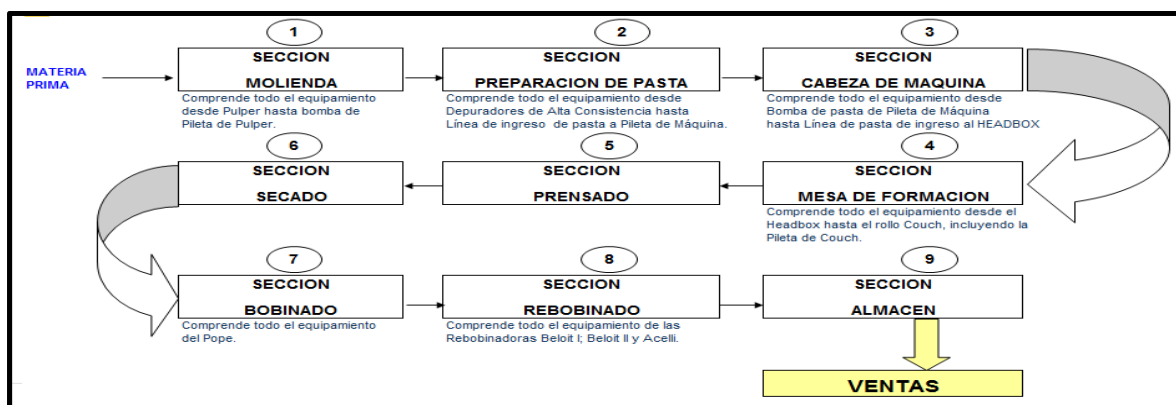 MATERIA
PRIMA
1
SECCION
MOLIENDA
Comprende todo el equipamiento
desde Pulper hasta bomba de
Pileta de Pulper.
2
SECCION
PREPARACION DE PASTA
Comprende todo el equipamiento desde
Depuradores de Alta Consistencia hasta
Línea de ingreso de pasta a Pileta de Máquina.
3
SECCION
CABEZA DE MAQUINA
Comprende todo el equipamiento desde
Bomba de pasta de Pileta de Máquina
hasta Línea de pasta de ingreso al HEADBOX
4
SECCION
MESA DE FORMACION
Comprende todo el equipamiento desde el
Headbox hasta el rollo Couch, incluyendo la
Pileta de Couch.
5
SECCION
PRENSADO
6
SECCION
SECADO
7
SECCION
BOBINADO
Comprende todo el equipamiento
del Pope.
8
SECCION
REBOBINADO
Comprende todo el equipamiento de las
Rebobinadoras Beloit I; Beloit II y Acelli.
9
SECCION
ALMACEN
VENTAS